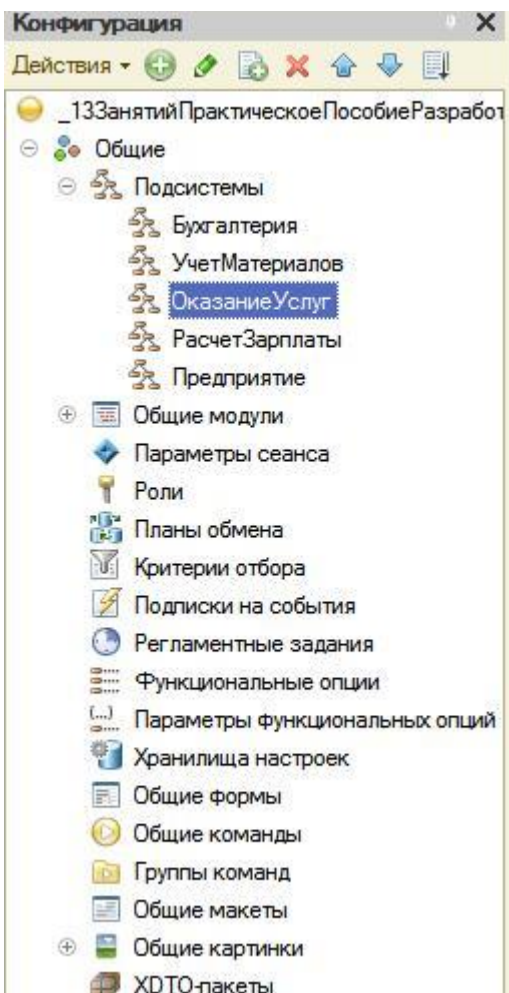 Конфигурация
Действия
_13ЗанятийПрактическоеПособиеРазработ
Общие
Подсистемы
Бухгалтерия
УчетМатериалов
ОказаниеУслуг
РасчетЗарплаты
Предприятие
Общие модули
Параметры сеанса
Роли
Планы обмена
Критерии отбора
Подписки на события
Регламентные задания
Функциональные опции
(...) Параметры функциональных опций
Хранилища настроек
Общие формы
Общие команды
Группы команд
Общие макеты
Общие картинки
XDTO-пакеты